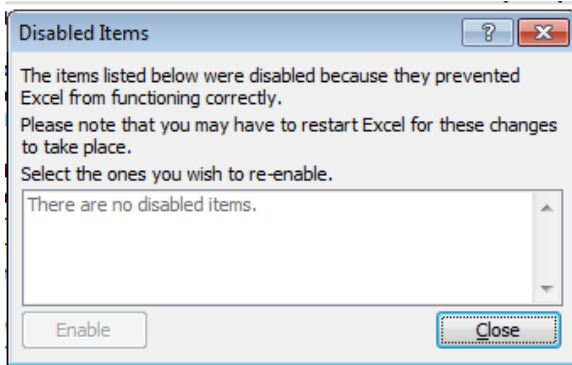 Disabled Items
?
The items listed below were disabled because they prevented
Excel from functioning correctly.
Please note that you may have to restart Excel for these changes
to take place.
Select the ones you wish to re-enable.
There are no disabled items.
Enable
Close